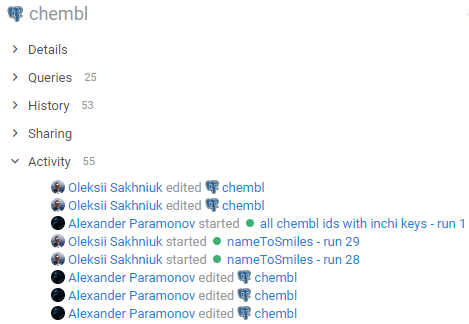 chembl
Details
Queries 25
History 53
Sharing
Activity 55
Oleksii Sakhniuk edited chembl
Oleksii Sakhniuk edited chembl
Alexander Paramonov started all chembl ids with inchi keys - run 1
Oleksii Sakhniuk started nameToSmiles - run 29
Oleksii Sakhniuk started nameToSmiles - run 28
Alexander Paramonov edited chembl
Alexander Paramonov edited chembl
Alexander Paramonov edited chembl